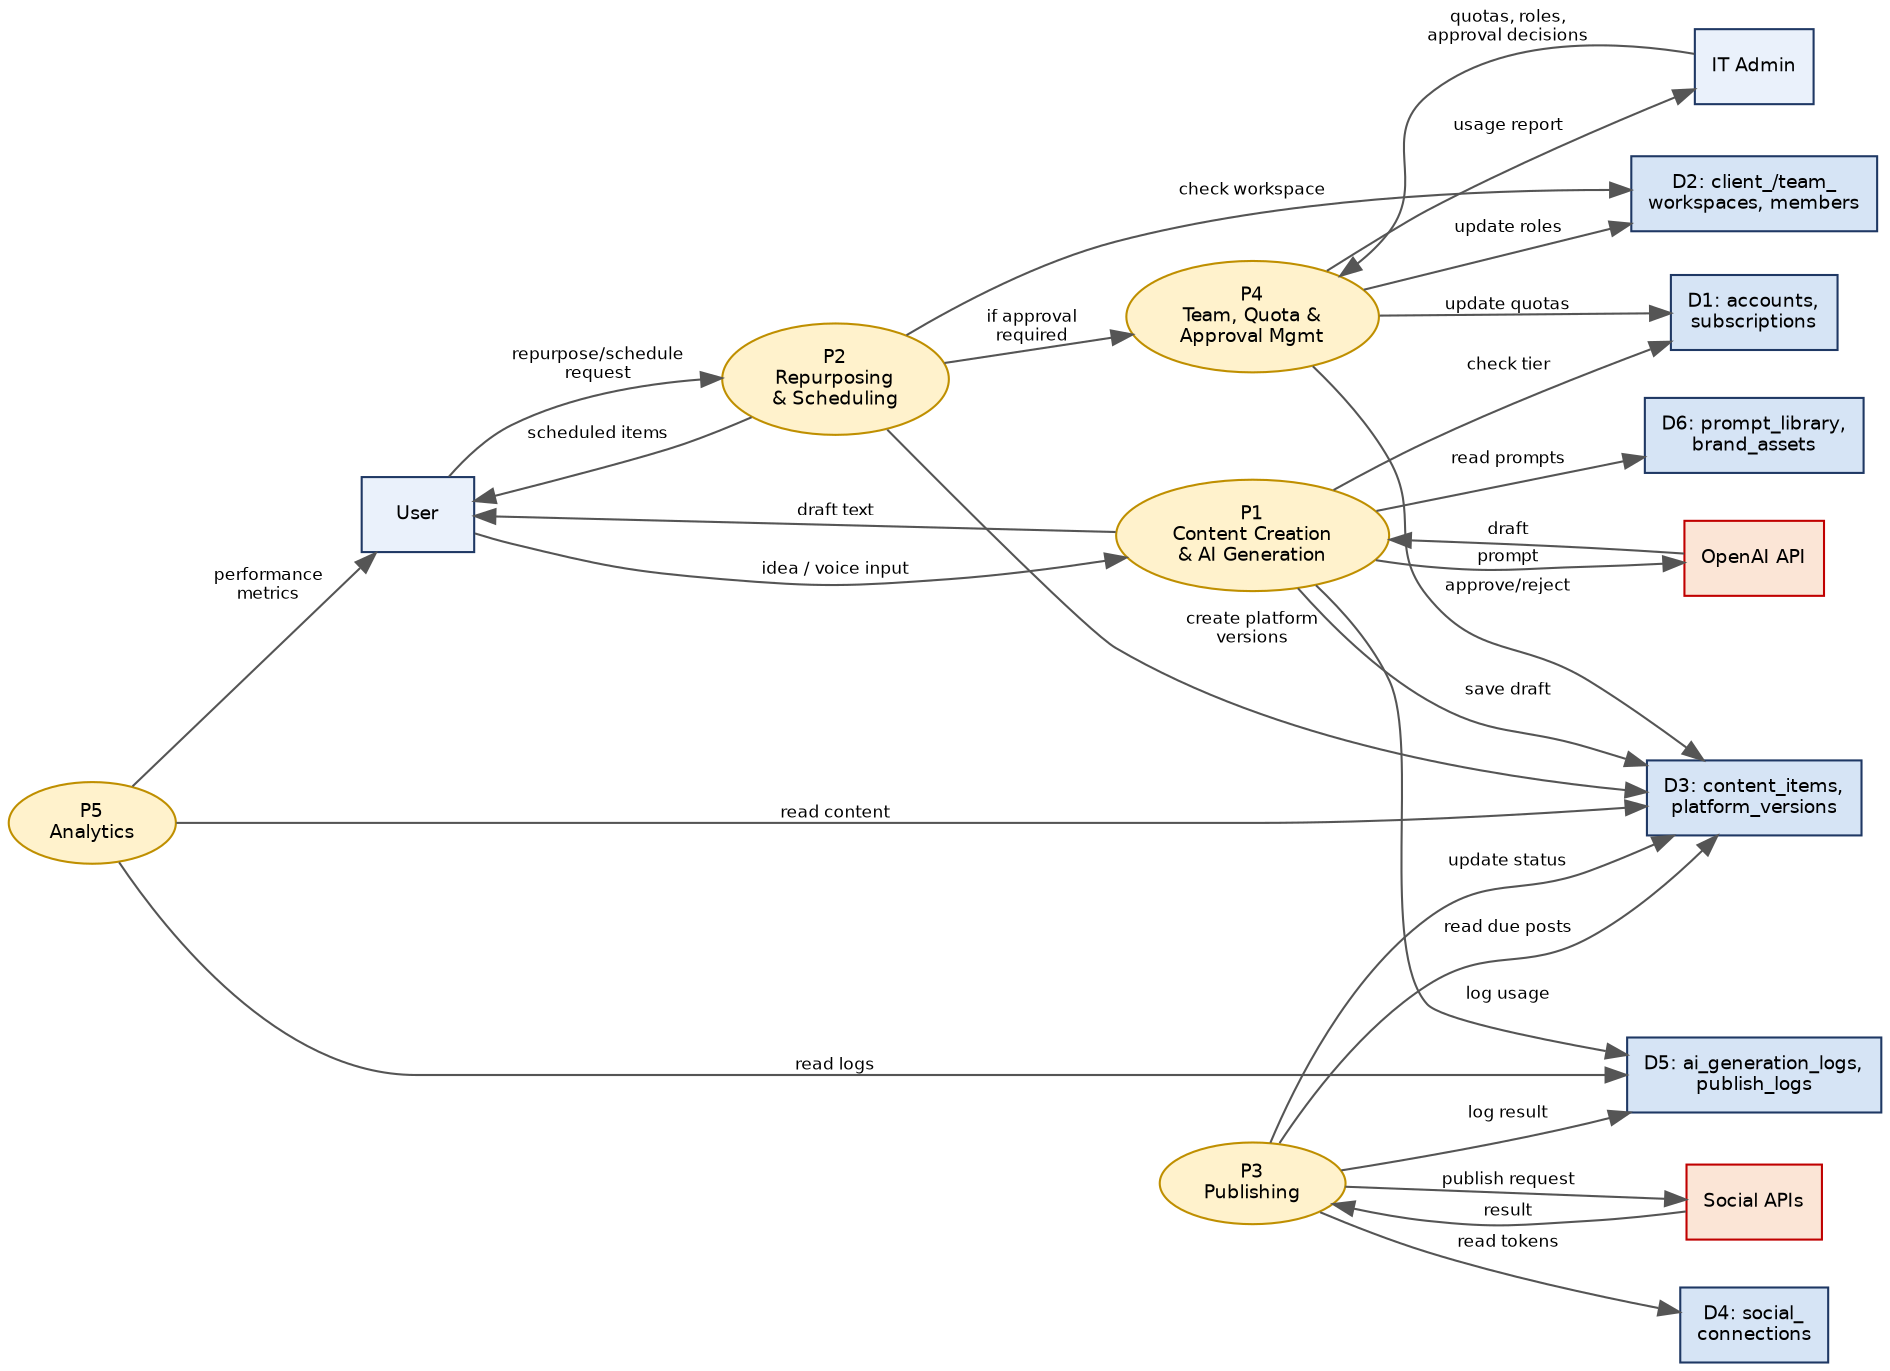 quotas, roles,
approval decisions
IT Admin
usage report
D2: client_/team_
workspaces, members
check workspace
update roles
P4
Team, Quota &
Approval Mgmt
D1: accounts,
subscriptions
update quotas
if approval
required
P2
Repurposing
& Scheduling
repurpose/schedule
request
check tier
D6: prompt_library,
brand_assets
scheduled items
read prompts
User
draft text
P1
Content Creation
& AI Generation
draft
OpenAI API
prompt
idea / voice input
approve/reject
performance
metrics
create platform
versions
save draft
D3: content_items,
platform_versions
P5
Analytics
read content
update status
read due posts
log usage
read logs
D5: ai_generation_logs,
publish_logs
log result
P3
Publishing
publish request
Social APIs
result
read tokens
D4: social_
connections